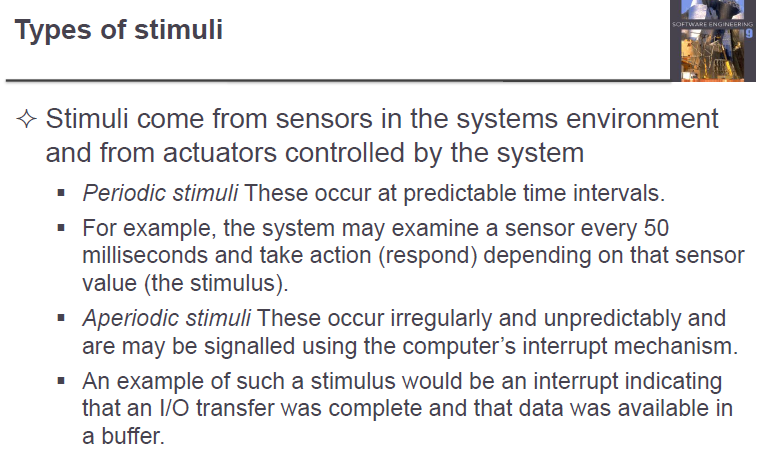 Types of stimuli
SOFTWARE ENGINEERING
9
✧ Stimuli come from sensors in the systems environment
and from actuators controlled by the system
▪ Periodic stimuli These occur at predictable time intervals.
▪ For example, the system may examine a sensor every 50
milliseconds and take action (respond) depending on that sensor
value (the stimulus).
▪ Aperiodic stimuli These occur irregularly and unpredictably and
are may be signalled using the computer’s interrupt mechanism.
▪ An example of such a stimulus would be an interrupt indicating
that an I/O transfer was complete and that data was available in
a buffer.